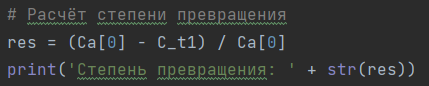 # Расчёт степени превращения
res = (Ca[0] - C_t1) / Ca[0]
print('Степень превращения: ' + str(res))